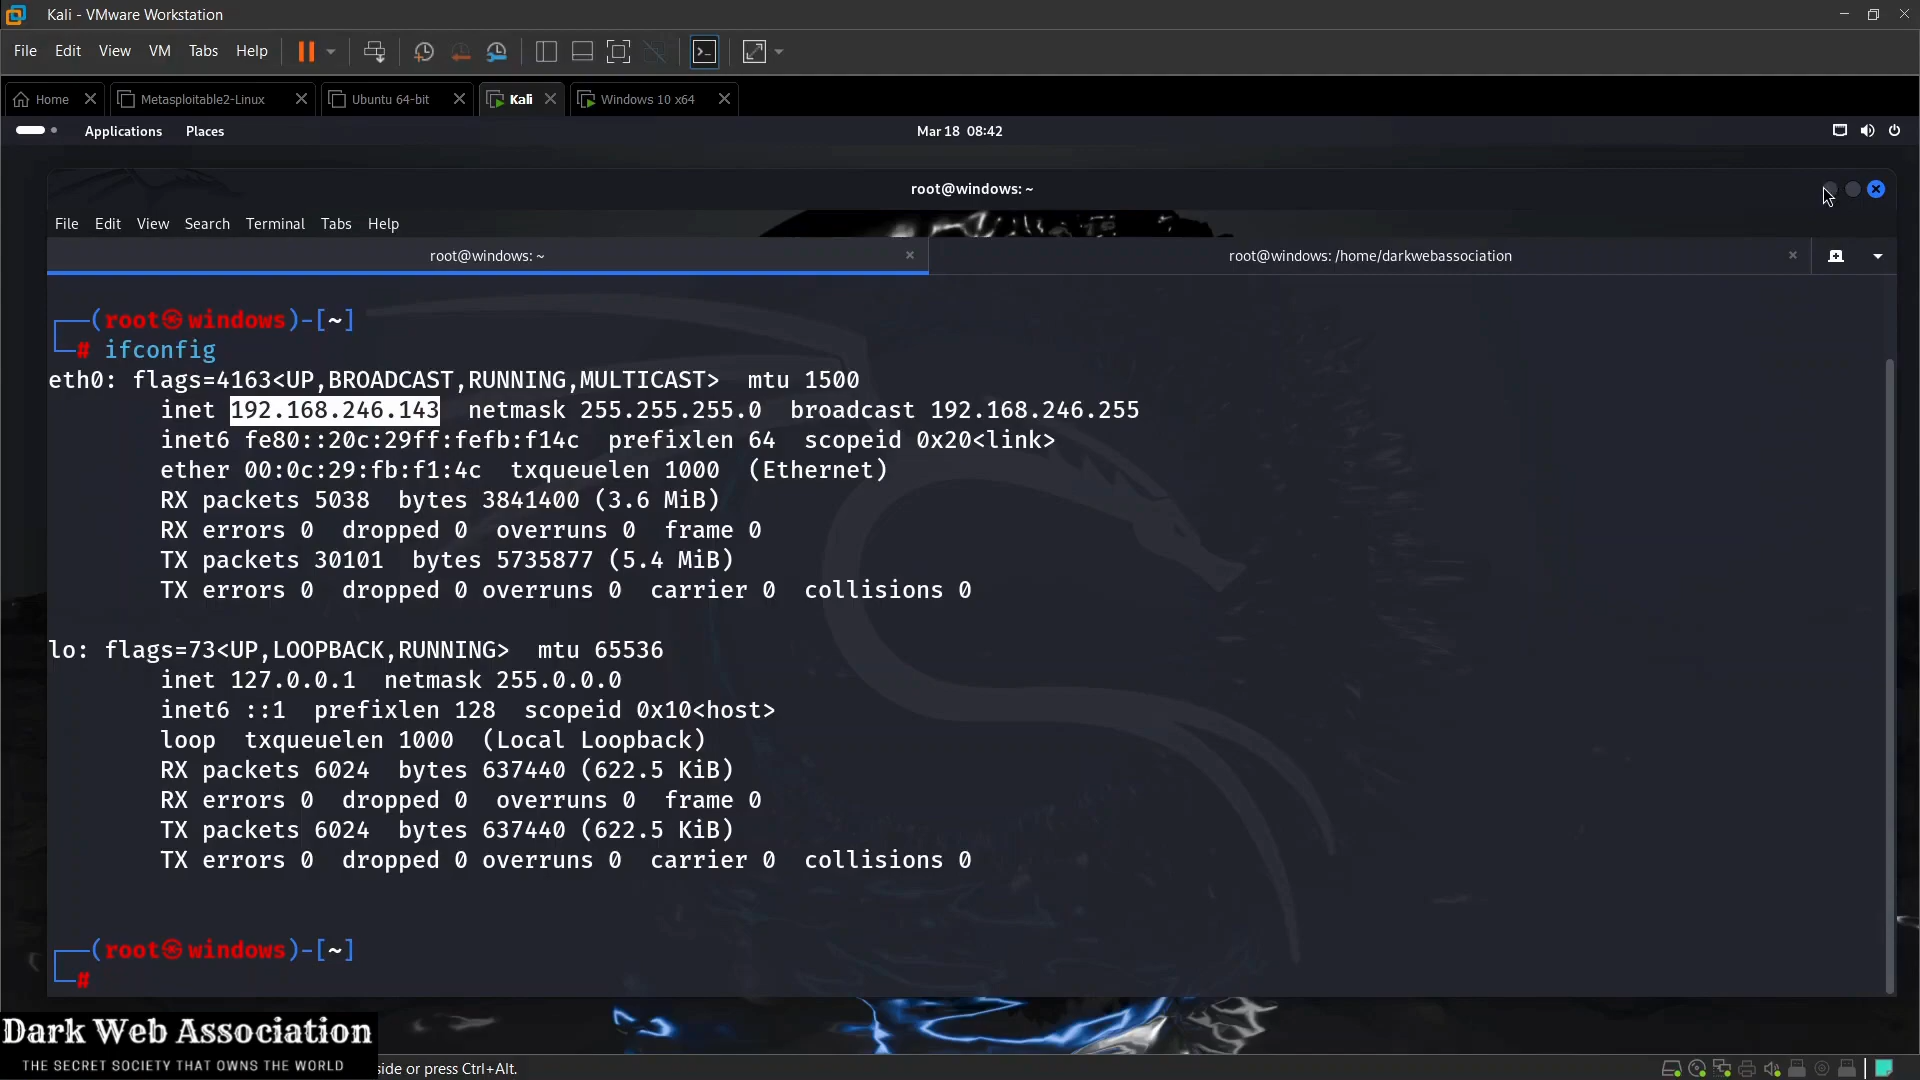 Kali - VMware Workstation
File Edit View VM Tabs Help
Home Metasploitable2-Linux Ubuntu 64-bit Kali Windows 10 x64
Applications Places Mar 18 08:42
root@windows: ~
File Edit View Search Terminal Tabs Help
root@windows: ~ root@windows: /home/darkwebassociation
(root㉿windows)-[~]
# ifconfig
eth0: flags=4163<UP,BROADCAST,RUNNING,MULTICAST> mtu 1500
inet 192.168.246.143 netmask 255.255.255.0 broadcast 192.168.246.255
inet6 fe80::20c:29ff:fefb:f14c prefixlen 64 scopeid 0x20<link>
ether 00:0c:29:fb:f1:4c txqueuelen 1000 (Ethernet)
RX packets 5038 bytes 3841400 (3.6 MiB)
RX errors 0 dropped 0 overruns 0 frame 0
TX packets 30101 bytes 5735877 (5.4 MiB)
TX errors 0 dropped 0 overruns 0 carrier 0 collisions 0
lo: flags=73<UP,LOOPBACK,RUNNING> mtu 65536
inet 127.0.0.1 netmask 255.0.0.0
inet6 ::1 prefixlen 128 scopeid 0x10<host>
loop txqueuelen 1000 (Local Loopback)
RX packets 6024 bytes 637440 (622.5 KiB)
RX errors 0 dropped 0 overruns 0 frame 0
TX packets 6024 bytes 637440 (622.5 KiB)
TX errors 0 dropped 0 overruns 0 carrier 0 collisions 0
(root㉿windows)-[~]
#
Dark Web Association
THE SECRET SOCIETY THAT OWNS THE WORLD
side or press Ctrl+Alt.